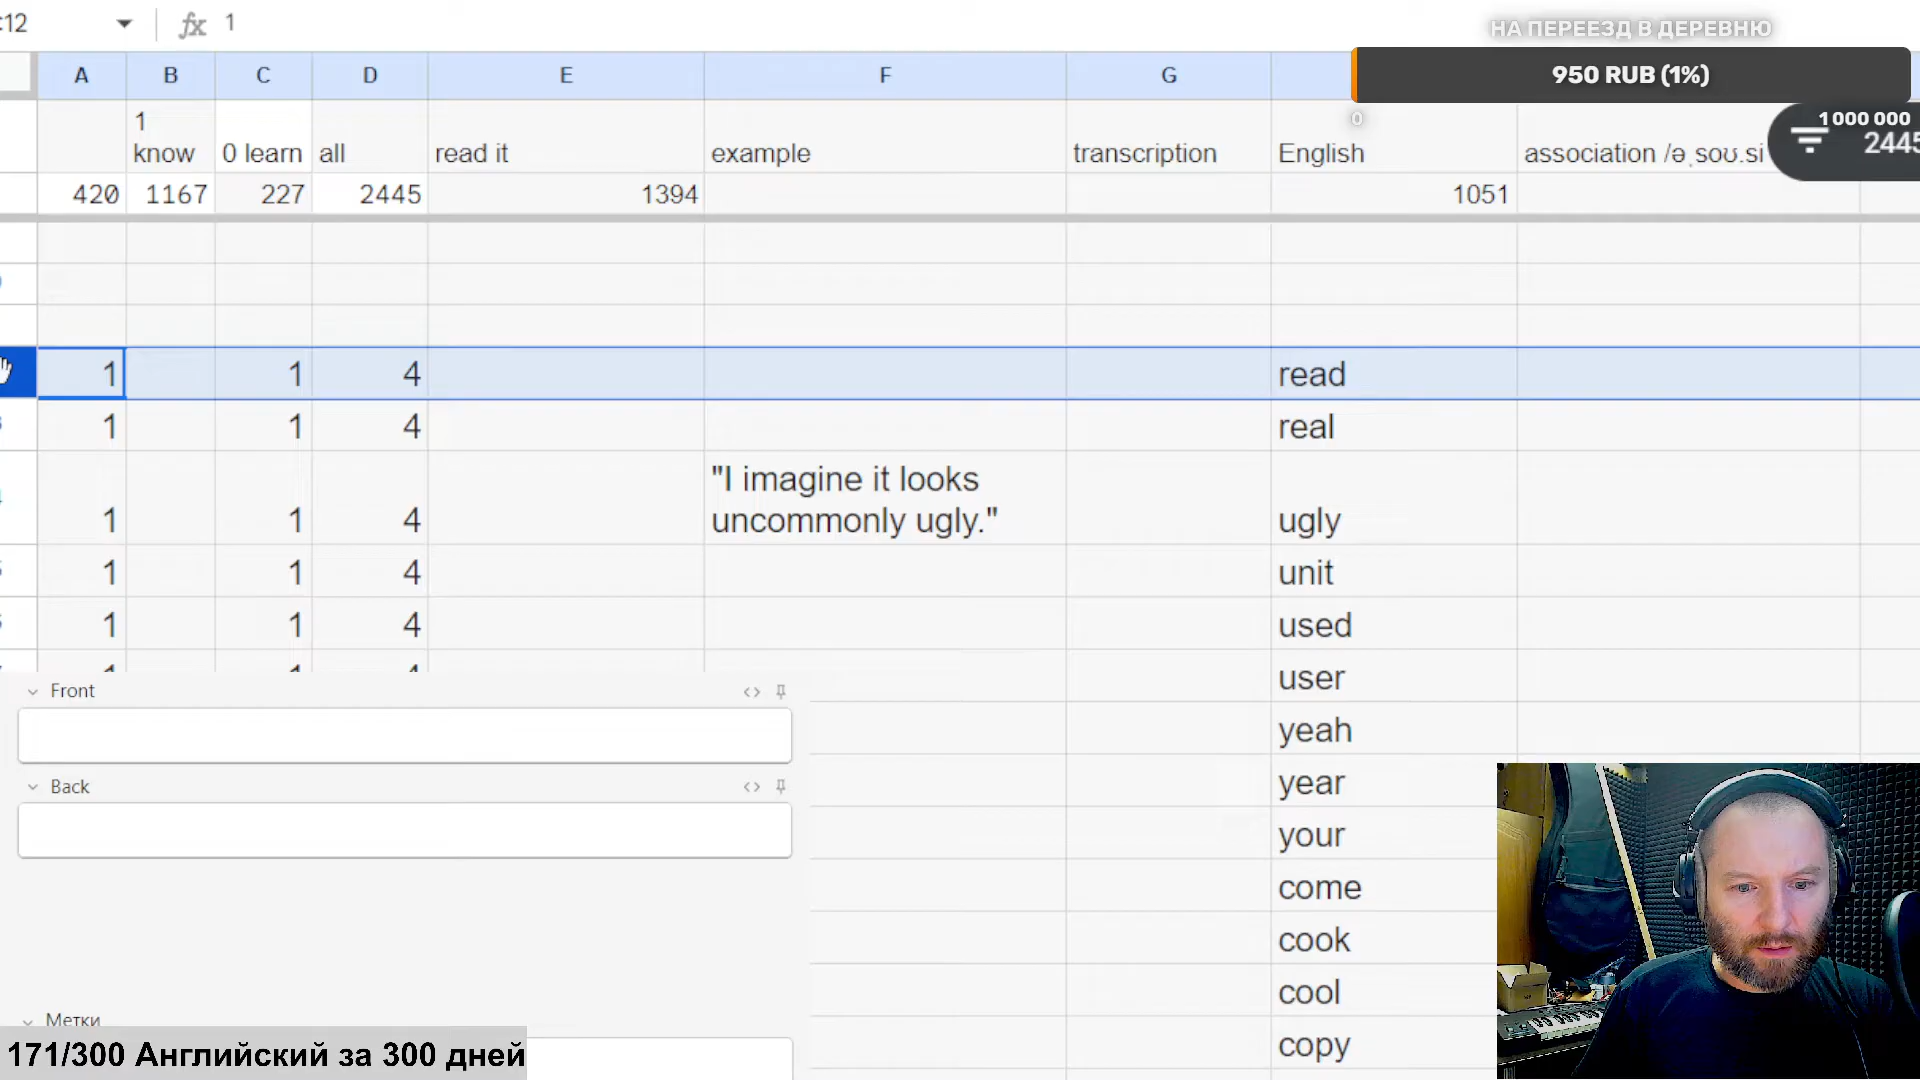 :12 fx 1
НА ПЕРЕЕЗД В ДЕРЕВНЮ
950 RUB (1%)
0 1 000 000
2445
A B C D E F G
1 know 0 learn all read it example transcription English association /əˌsoʊ.si
420 1167 227 2445 1394 1051
1 1 4 read
1 1 4 real
"I imagine it looks
1 1 4 uncommonly ugly." ugly
1 1 4 unit
1 1 4 used
user
yeah
year
your
come
cook
cool
copy
Front
Back
Метки
171/300 Английский за 300 дней